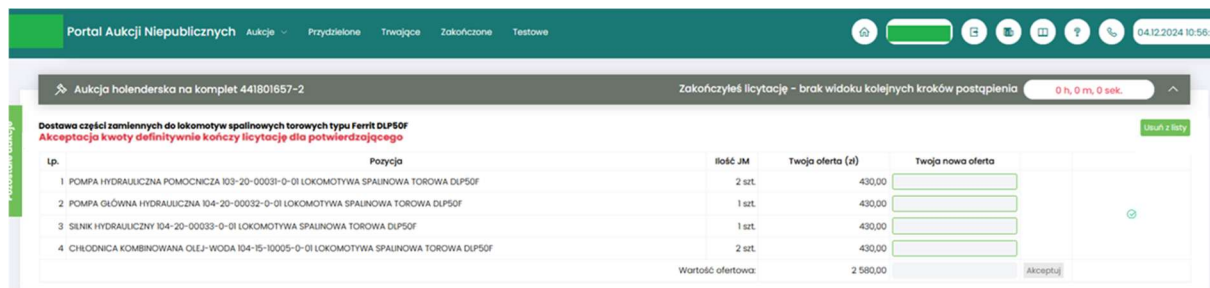 Portal Aukcji Niepublicznych Aukcje Przydzielone Trwające Zakończone Testowe 04.12.2024 10:56:
Aukcja holenderska na komplet 441801657-2 Zakończyłeś licytację - brak widoku kolejnych kroków postąpienia 0 h, 0 m, 0 sek.
Dostawa części zamiennych do lokomotyw spalinowych torowych typu Ferrit DLP50F Usuń z listy
Akceptacja kwoty definitywnie kończy licytację dla potwierdzającego
Lp. Pozycja Ilość JM Twoja oferta (zł) Twoja nowa oferta
1 POMPA HYDRAULICZNA POMOCNICZA 103-20-00031-0-01 LOKOMOTYWA SPALINOWA TOROWA DLP50F 2 szt. 430,00
2 POMPA GŁÓWNA HYDRAULICZNA 104-20-00032-0-01 LOKOMOTYWA SPALINOWA TOROWA DLP50F 1 szt. 430,00
3 SILNIK HYDRAULICZNY 104-20-00033-0-01 LOKOMOTYWA SPALINOWA TOROWA DLP50F 1 szt. 430,00
4 CHŁODNICA KOMBINOWANA OLEJ-WODA 104-15-10005-0-01 LOKOMOTYWA SPALINOWA TOROWA DLP50F 2 szt. 430,00
Wartość ofertowa: 2 580,00 Akceptuj